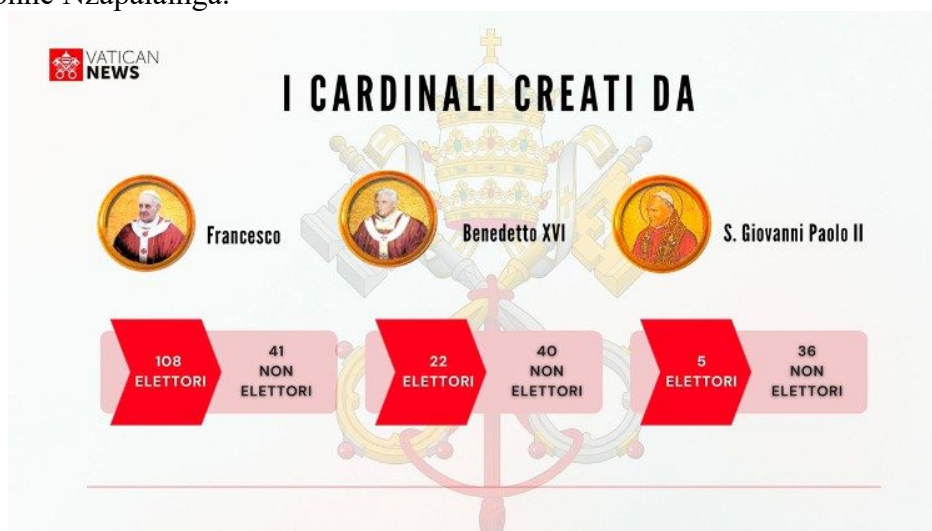 Nzapalainga.
VATICAN
NEWS
I CARDINALI CREATI DA
Francesco
Benedetto XVI
S. Giovanni Paolo II
108
ELETTORI
41
NON
ELETTORI
22
ELETTORI
40
NON
ELETTORI
5
ELETTORI
36
NON
ELETTORI